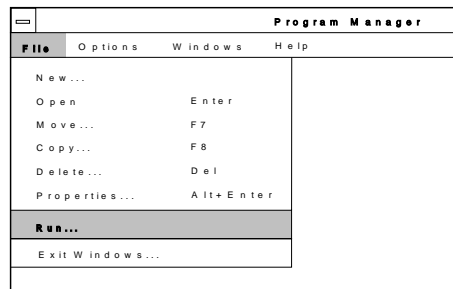 Program Manager
File Options Windows Help
New...
Open Enter
Move... F7
Copy... F8
Delete... Del
Properties... Alt+Enter
Run...
Exit Windows...